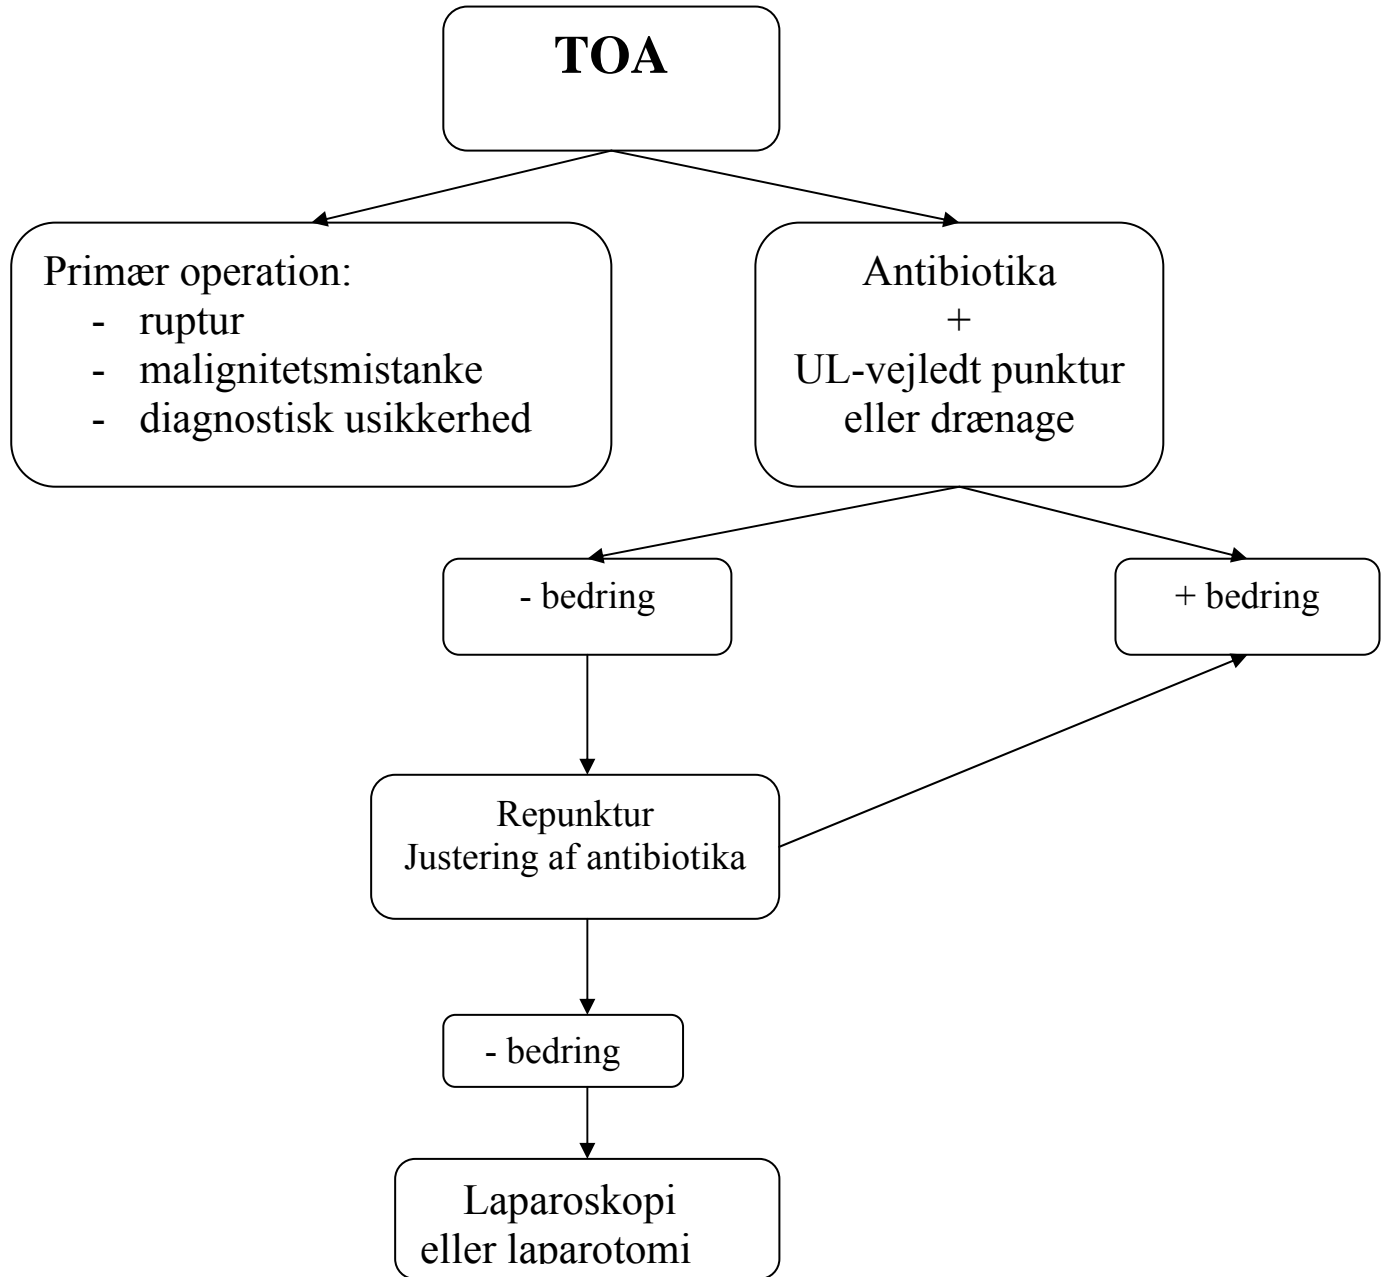 TOA
Primær operation:
- ruptur
- malignitetsmistanke
- diagnostisk usikkerhed
Antibiotika
+
UL-vejledt punktur
eller drænage
- bedring
+ bedring
Repunktur
Justering af antibiotika
- bedring
Laparoskopi
eller laparotomi